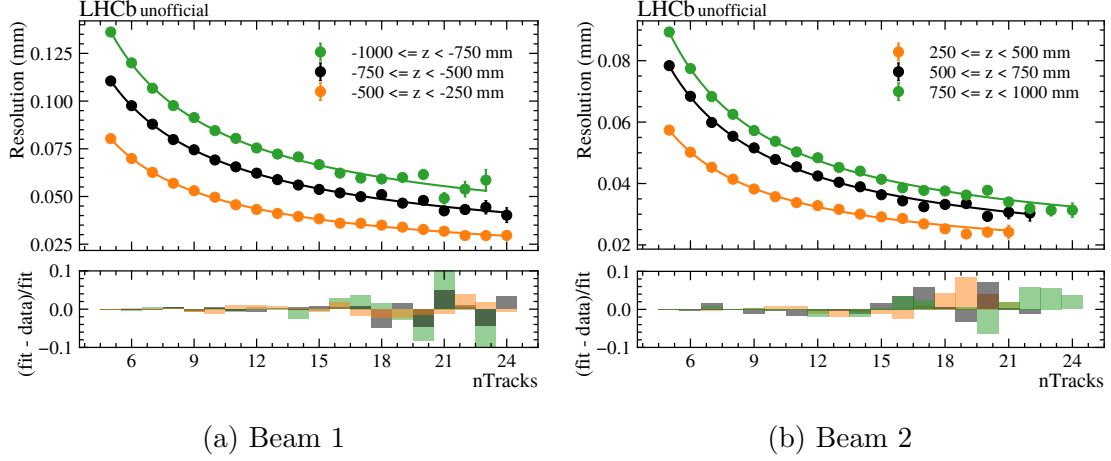 LHCb unofficial
Resolution (mm)
0.125
0.100
0.075
0.050
0.025
-1000 <= z < -750 mm
-750 <= z < -500 mm
-500 <= z < -250 mm
(fit - data)/fit
0.1
0.0
−0.1
6 9 12 15 18 21 24
nTracks
(a) Beam 1
LHCb unofficial
Resolution (mm)
0.08
0.06
0.04
0.02
250 <= z < 500 mm
500 <= z < 750 mm
750 <= z < 1000 mm
(fit - data)/fit
0.1
0.0
−0.1
6 9 12 15 18 21 24
nTracks
(b) Beam 2